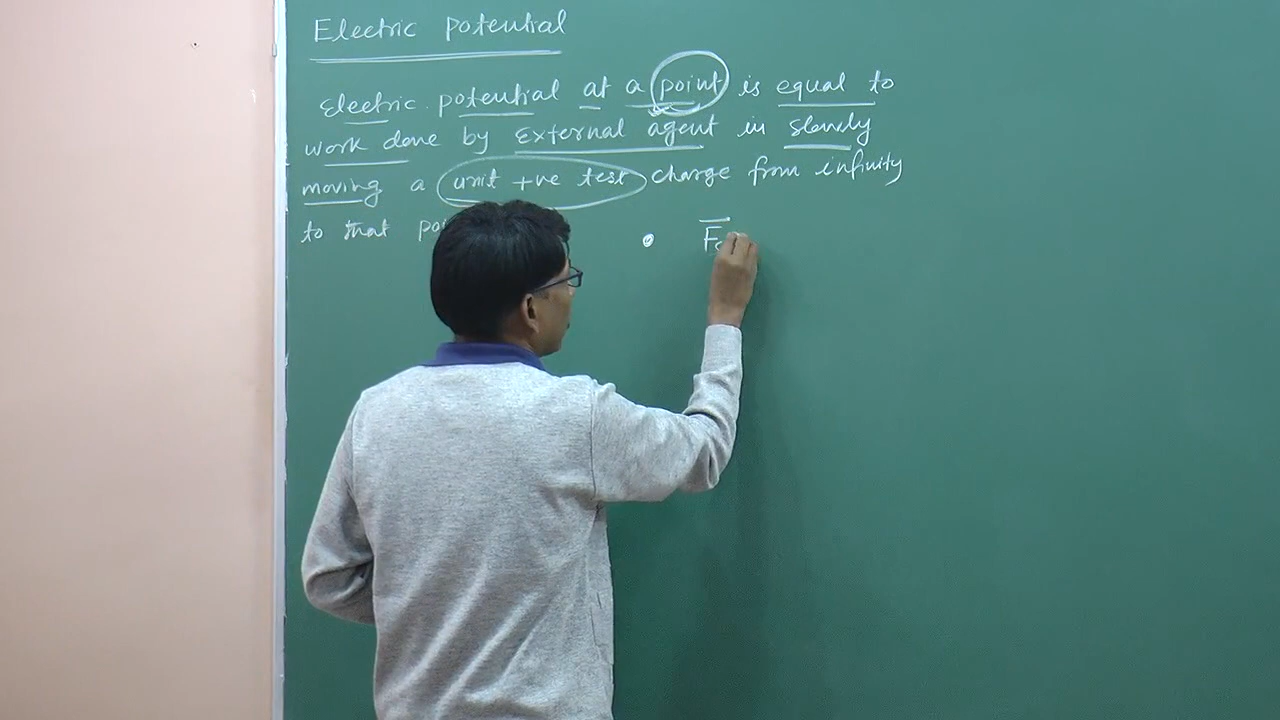 Electric potential
Electric potential at a point is equal to
work done by external agent in slowly
moving a unit +ve test charge from infinity
to that
F